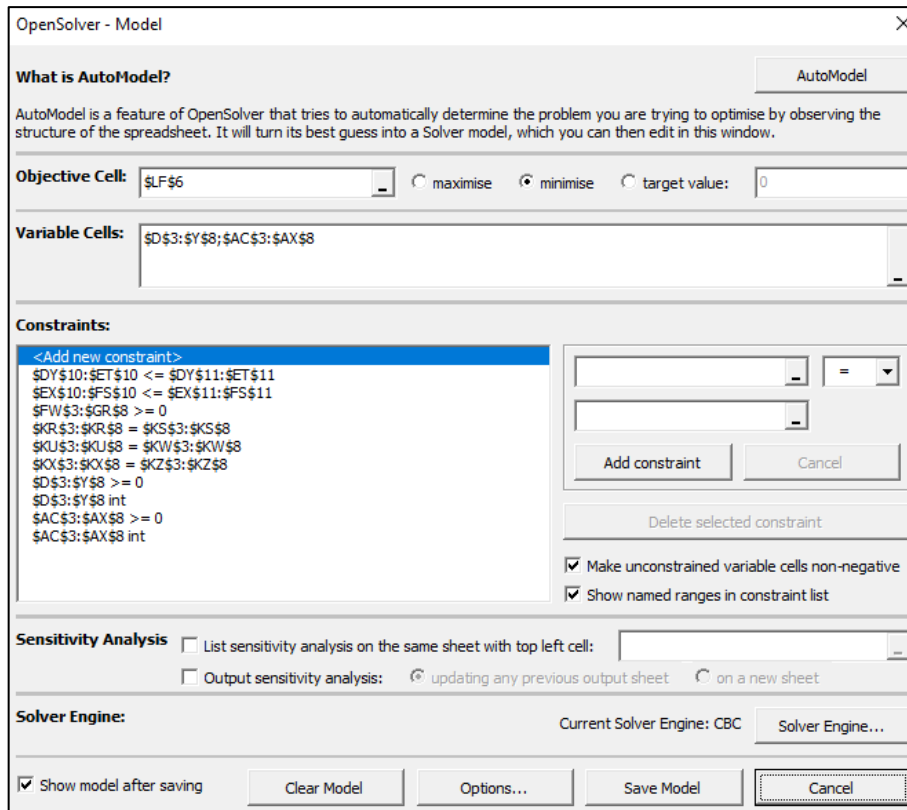 OpenSolver - Model
What is AutoModel?
AutoModel
AutoModel is a feature of OpenSolver that tries to automatically determine the problem you are trying to optimise by observing the
structure of the spreadsheet. It will turn its best guess into a Solver model, which you can then edit in this window.
Objective Cell: $LF$6 maximise minimise target value: 0
Variable Cells: $D$3:$Y$8;$AC$3:$AX$8
Constraints:
<Add new constraint>
$DY$10:$ET$10 <= $DY$11:$ET$11
$EX$10:$FS$10 <= $EX$11:$FS$11
$FW$3:$GR$8 >= 0
$KR$3:$KR$8 = $KS$3:$KS$8
$KU$3:$KU$8 = $KW$3:$KW$8
$KX$3:$KX$8 = $KZ$3:$KZ$8
$D$3:$Y$8 >= 0
$D$3:$Y$8 int
$AC$3:$AX$8 >= 0
$AC$3:$AX$8 int
=
Add constraint Cancel
Delete selected constraint
Make unconstrained variable cells non-negative
Show named ranges in constraint list
Sensitivity Analysis List sensitivity analysis on the same sheet with top left cell:
Output sensitivity analysis: updating any previous output sheet on a new sheet
Solver Engine: Current Solver Engine: CBC Solver Engine...
Show model after saving Clear Model Options... Save Model Cancel